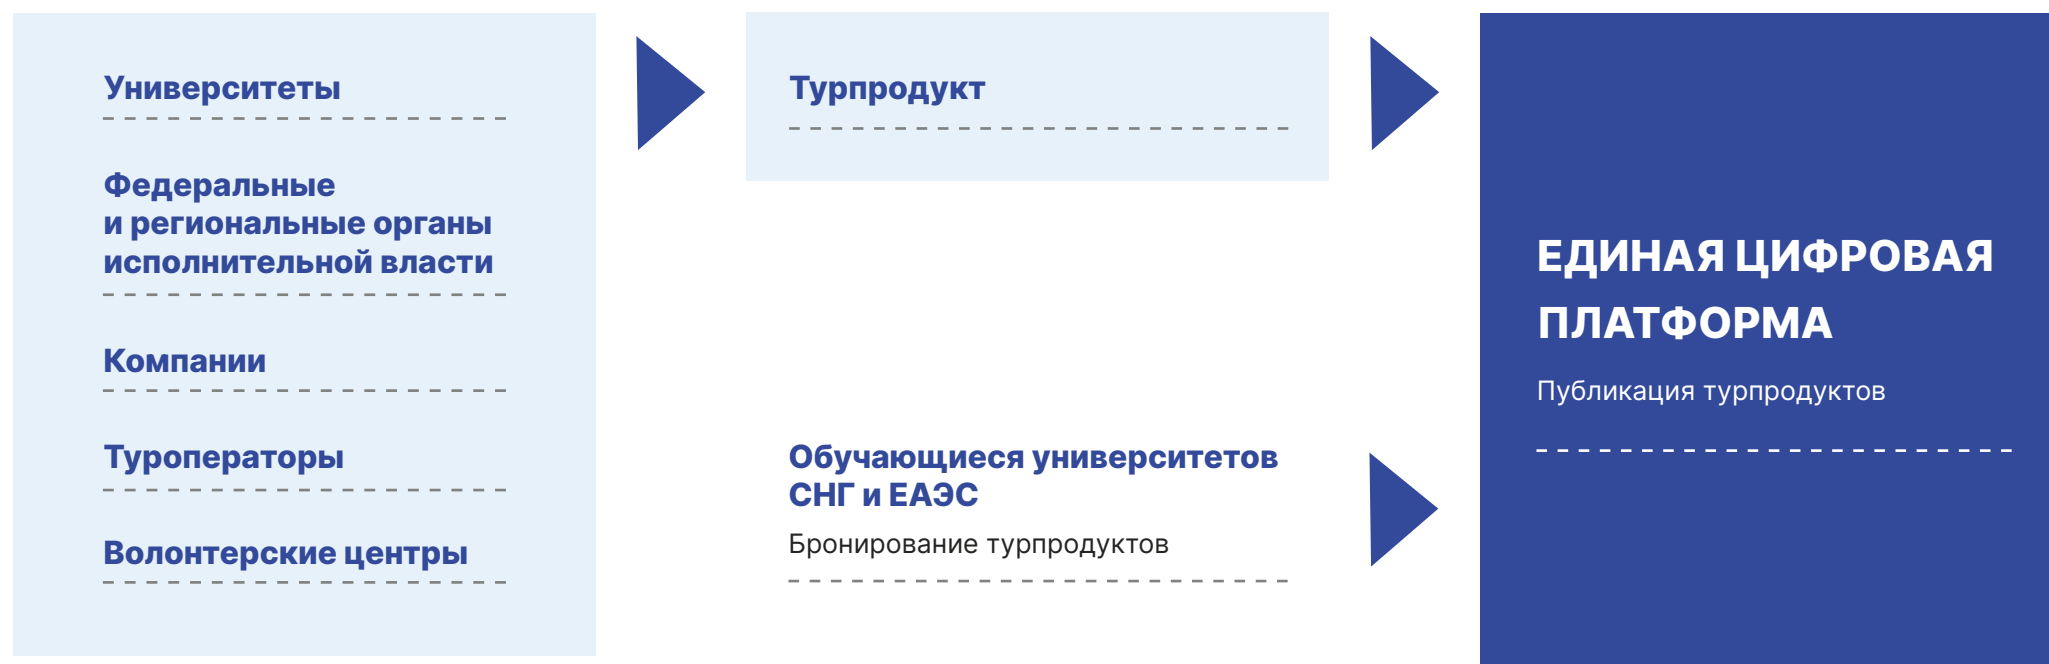 Университеты
Федеральные
и региональные органы
исполнительной власти
Компании
Туроператоры
Волонтерские центры
Турпродукт
Обучающиеся университетов
СНГ и ЕАЭС
Бронирование турпродуктов
ЕДИНАЯ ЦИФРОВАЯ
ПЛАТФОРМА
Публикация турпродуктов